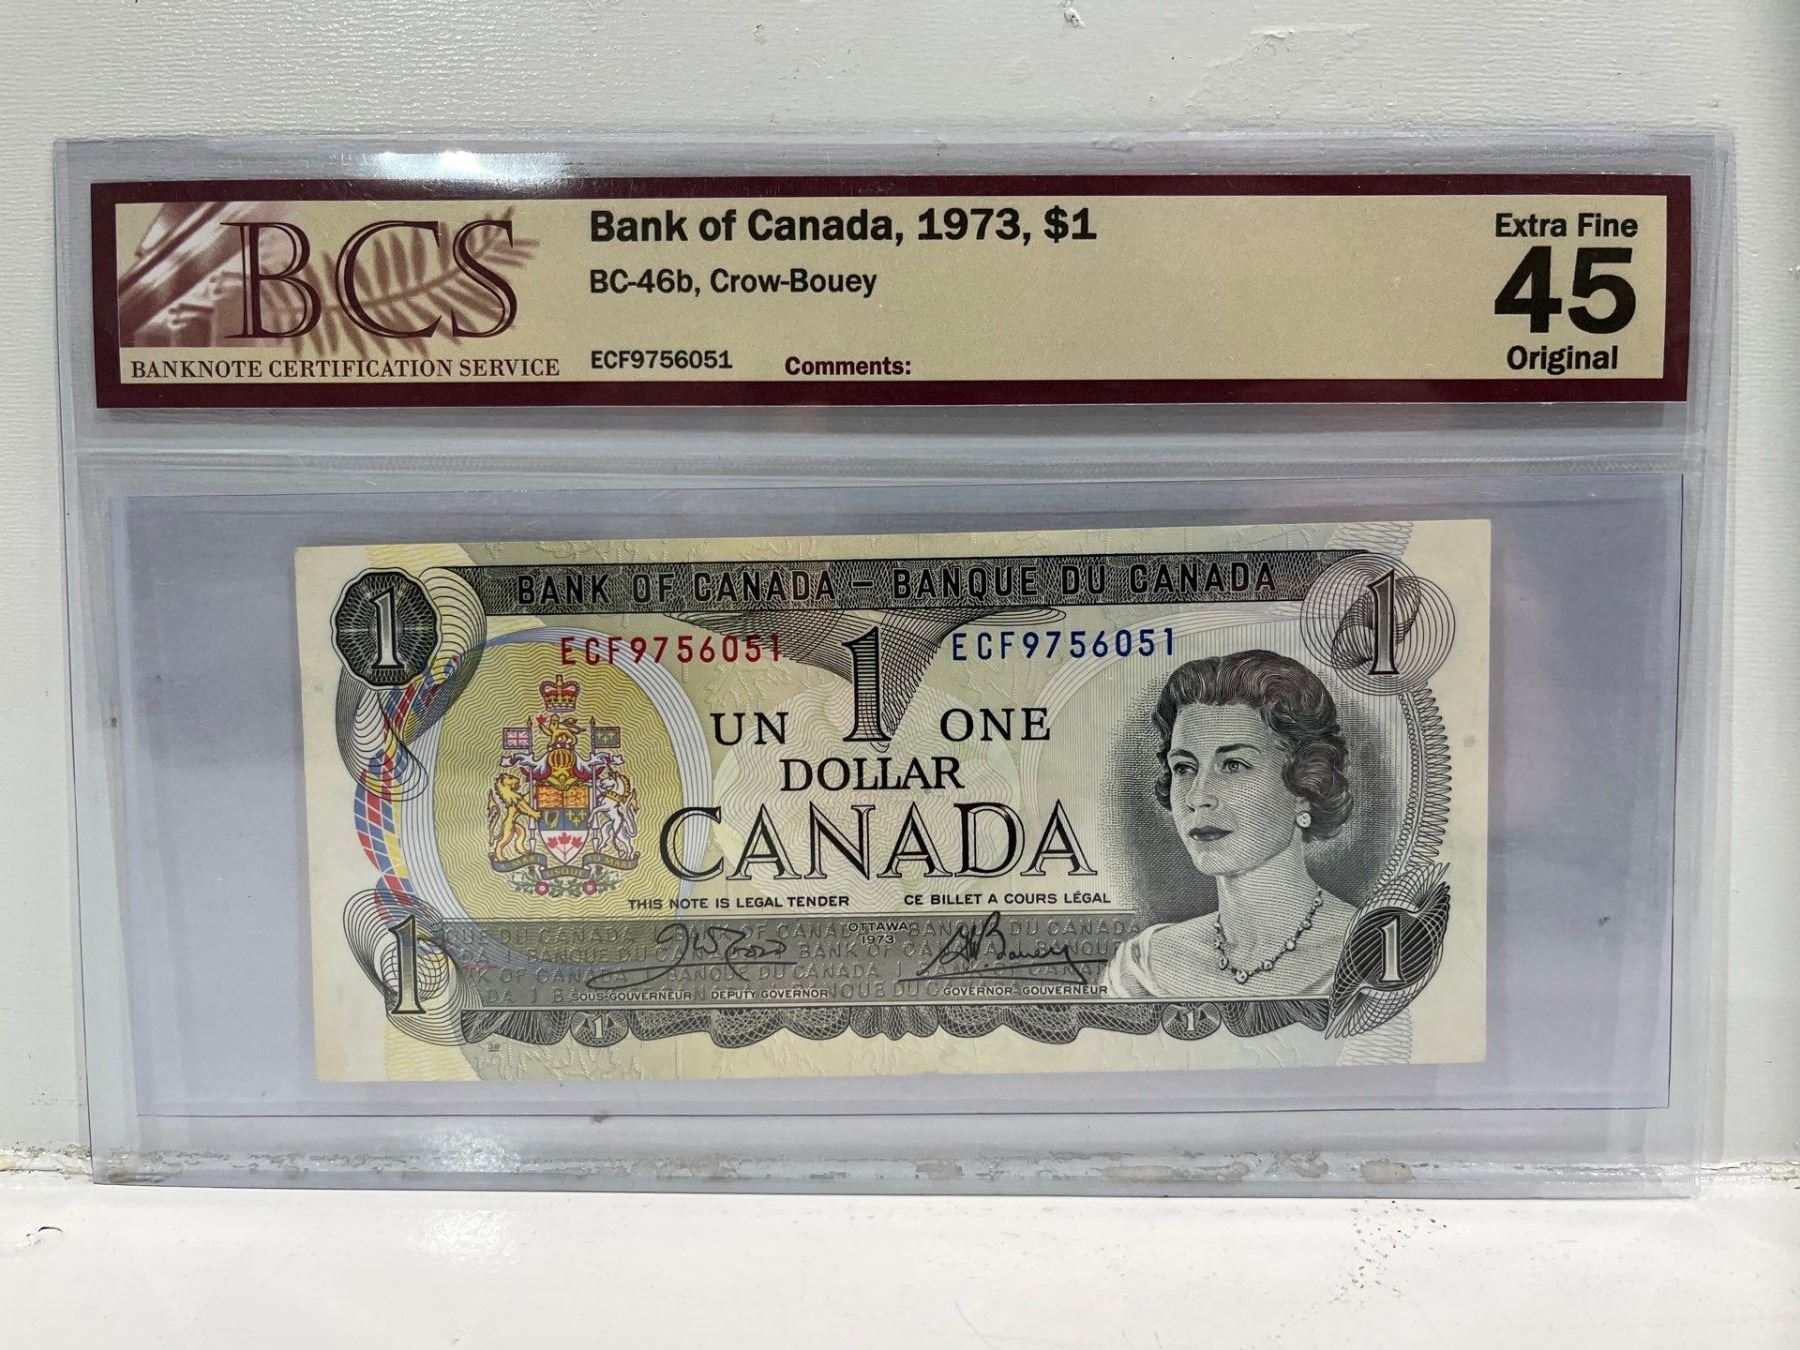 BCS
BANKNOTE CERTIFICATION SERVICE
Bank of Canada, 1973, $1
BC-46b, Crow-Bouey
ECF9756051
Comments:
Extra Fine
45
Original
BANK OF CANADA – BANQUE DU CANADA
1
1
ECF9756051
1
ECF9756051
UN
ONE
DOLLAR
CANADA
THIS NOTE IS LEGAL TENDER
CE BILLET A COURS LÉGAL
OTTAWA
1973
SOUS-GOUVERNEUR DEPUTY GOVERNOR
GOVERNOR-GOUVERNEUR
1
1
1
1